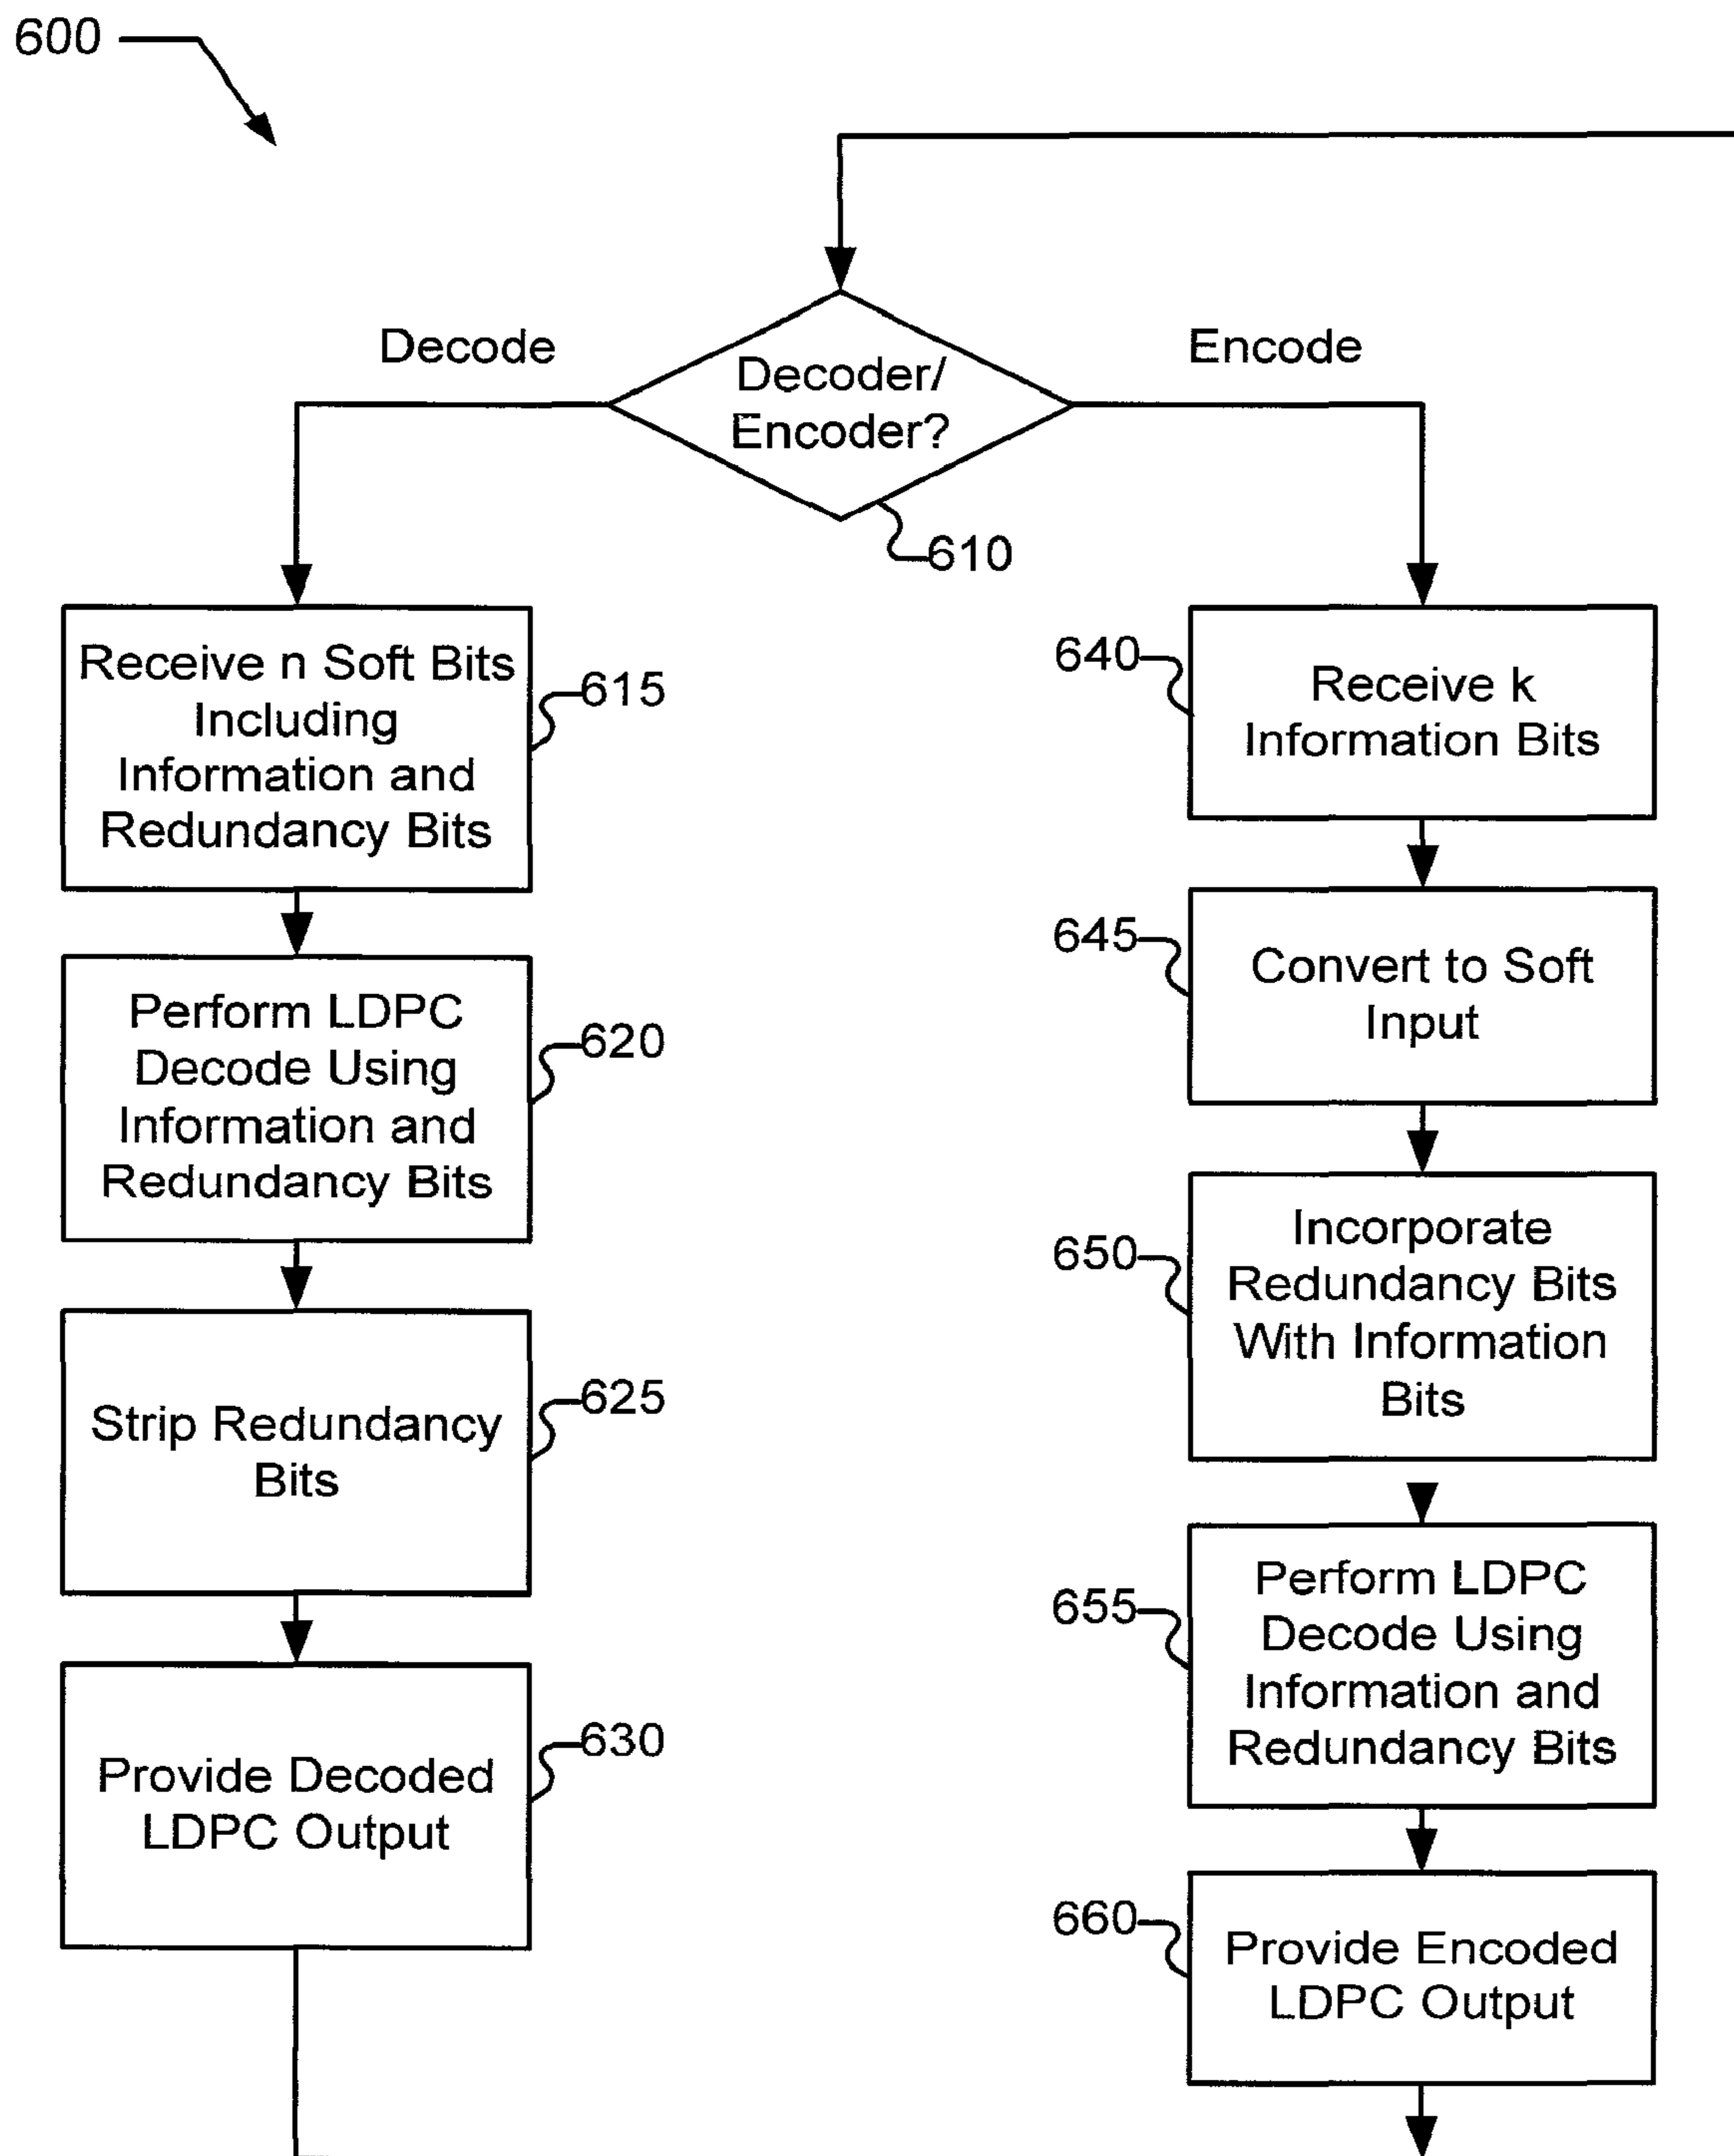 600
Decode
Decoder/
Encoder?
Encode
610
Receive n Soft Bits
Including
Information and
Redundancy Bits
615
Perform LDPC
Decode Using
Information and
Redundancy Bits
620
Strip Redundancy
Bits
625
Provide Decoded
LDPC Output
630
640
Receive k
Information Bits
645
Convert to Soft
Input
650
Incorporate
Redundancy Bits
With Information
Bits
655
Perform LDPC
Decode Using
Information and
Redundancy Bits
660
Provide Encoded
LDPC Output